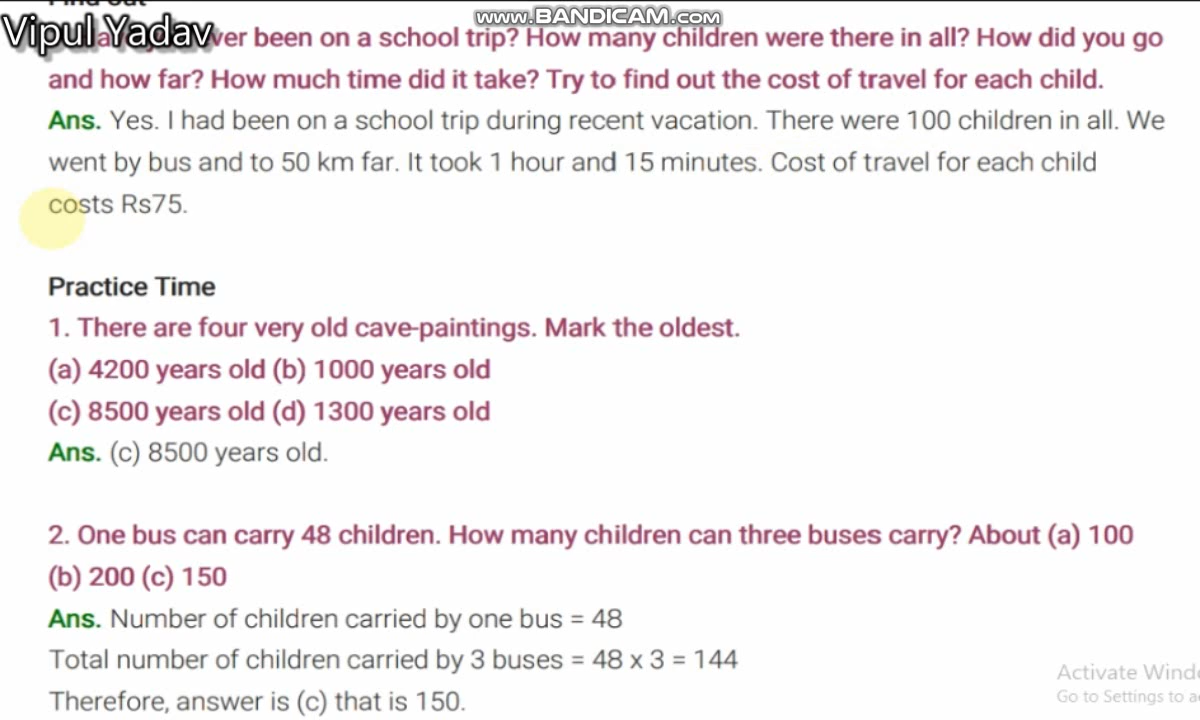 Find out
www.BANDICAM.com
Vipul Yadav
ver been on a school trip? How many children were there in all? How did you go
and how far? How much time did it take? Try to find out the cost of travel for each child.
Ans. Yes. I had been on a school trip during recent vacation. There were 100 children in all. We
went by bus and to 50 km far. It took 1 hour and 15 minutes. Cost of travel for each child
costs Rs75.
Practice Time
1. There are four very old cave-paintings. Mark the oldest.
(a) 4200 years old (b) 1000 years old
(c) 8500 years old (d) 1300 years old
Ans. (c) 8500 years old.
2. One bus can carry 48 children. How many children can three buses carry? About (a) 100
(b) 200 (c) 150
Ans. Number of children carried by one bus = 48
Total number of children carried by 3 buses = 48 x 3 = 144
Therefore, answer is (c) that is 150.
Activate Windo
Go to Settings to a